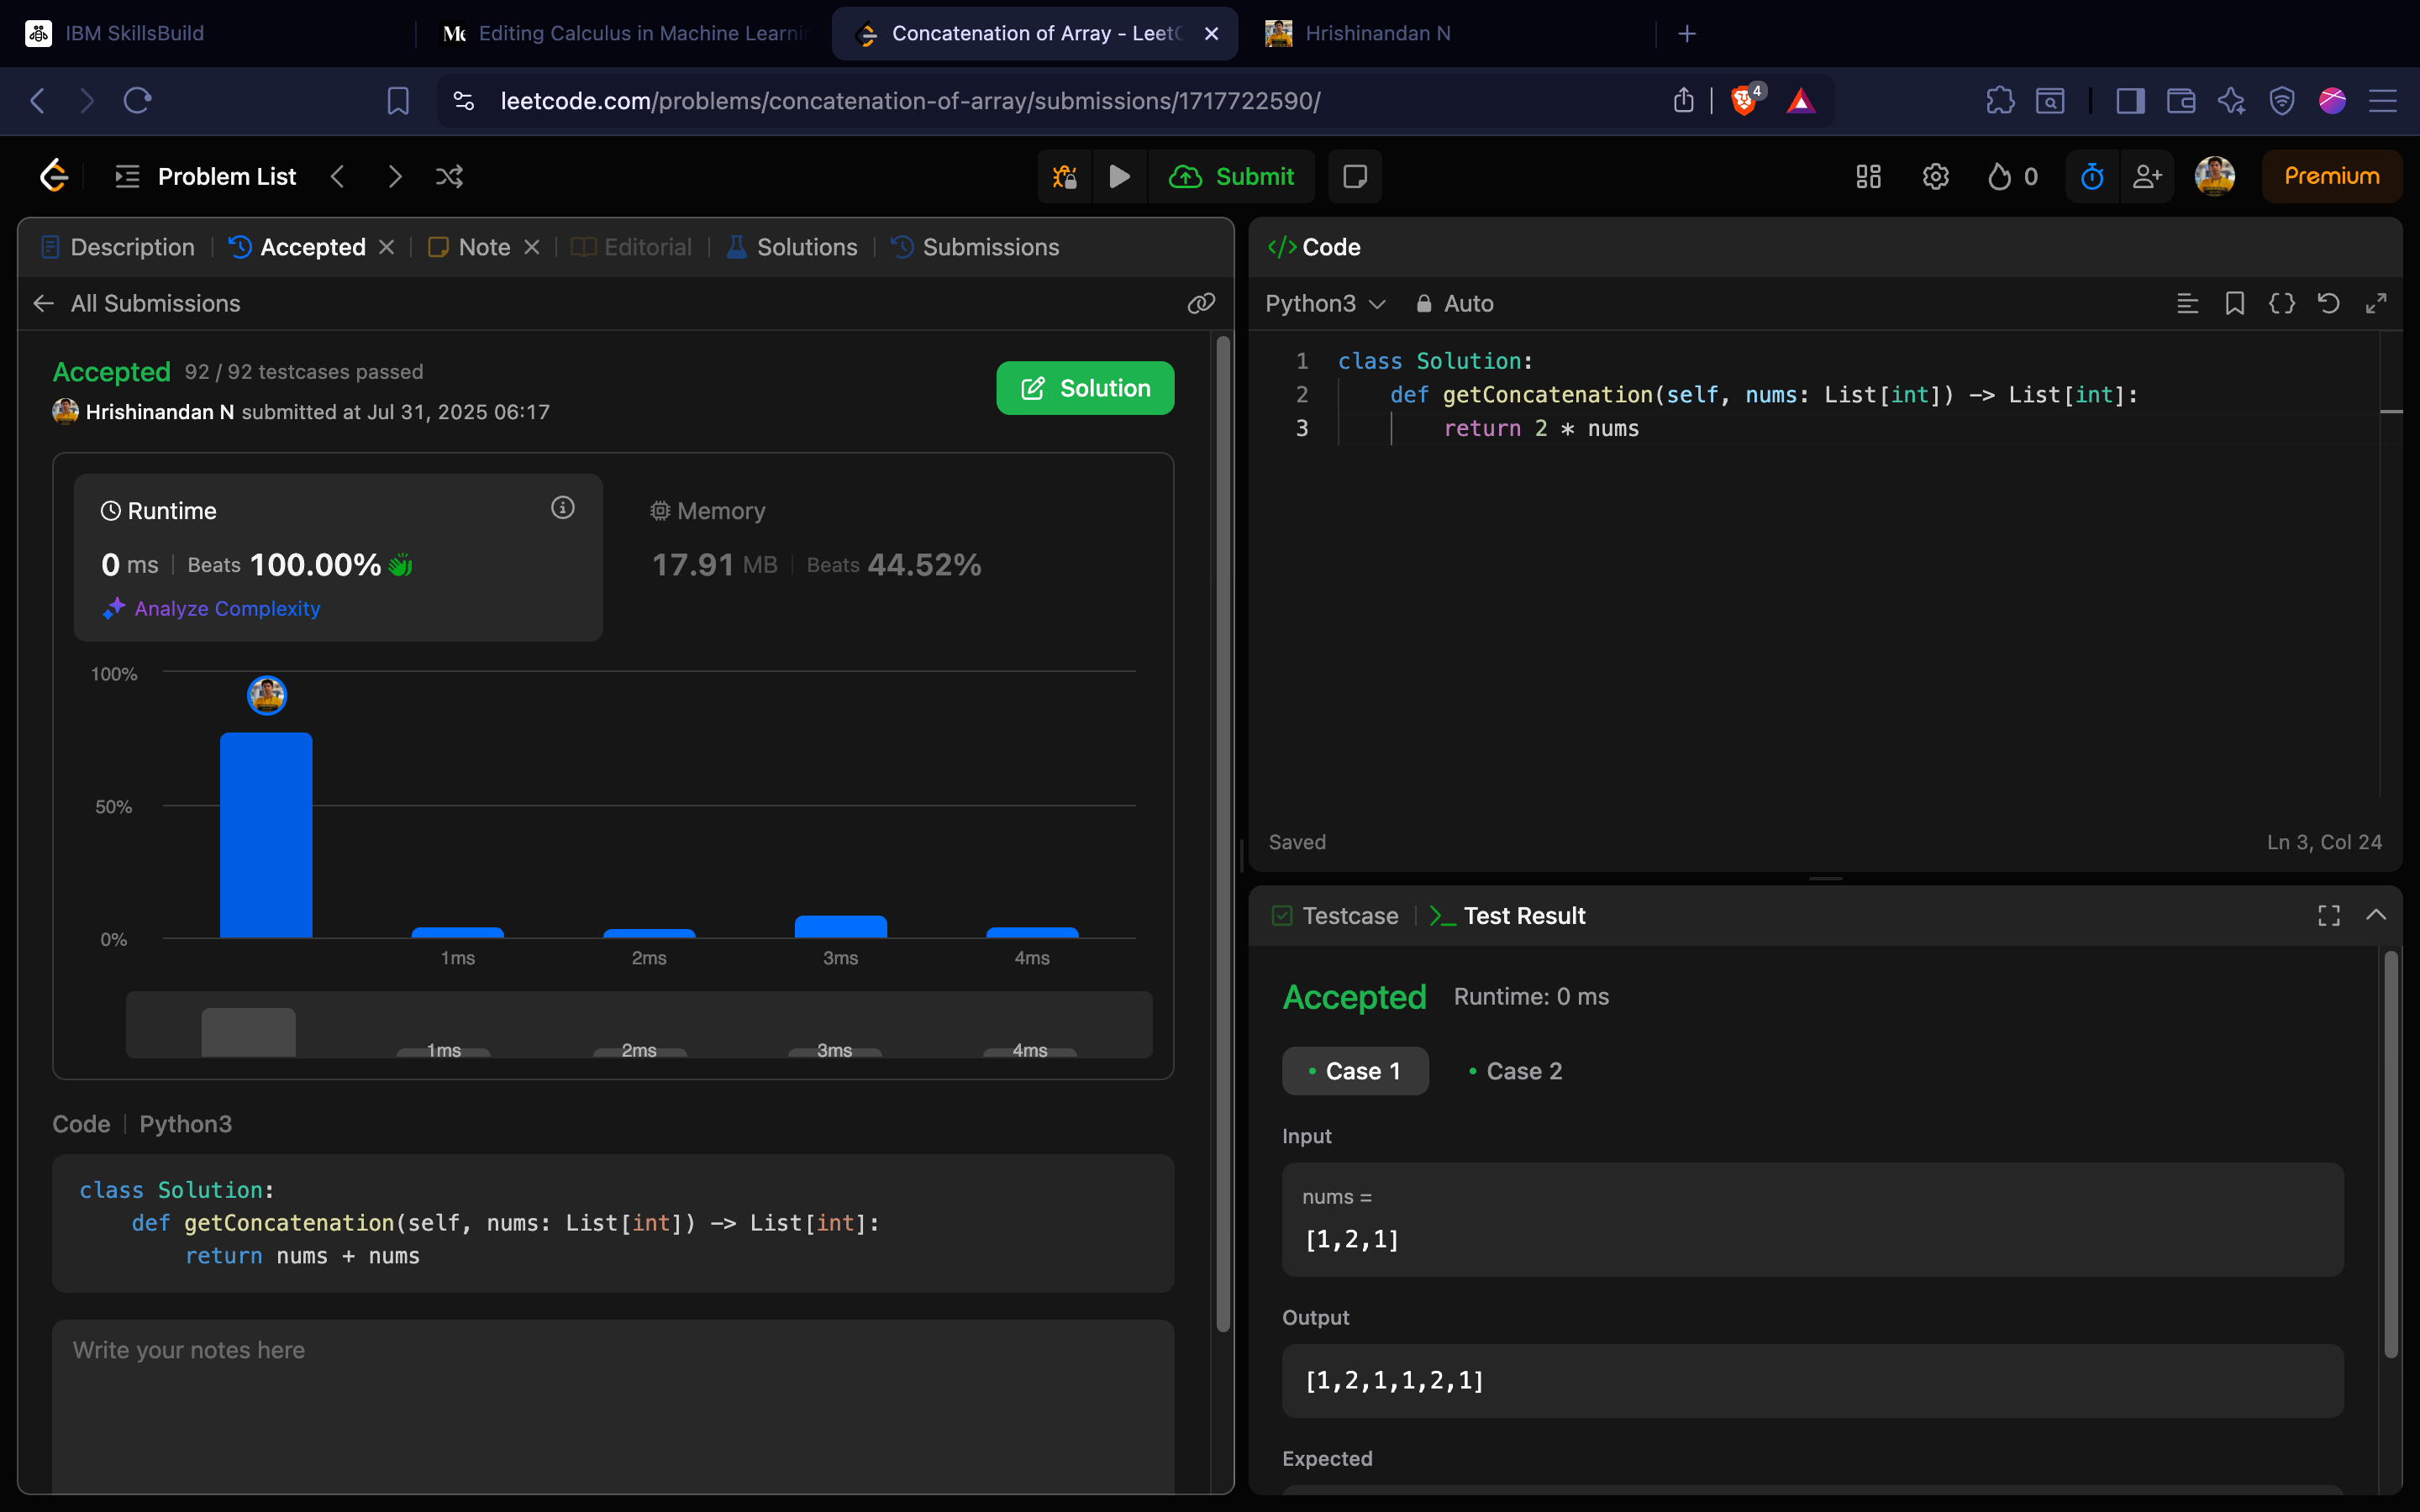 IBM SkillsBuild
Editing Calculus in Machine Learni
Concatenation of Array - Leet
Hrishinandan N
leetcode.com/problems/concatenation-of-array/submissions/1717722590/
4
Problem List
Submit
0
Premium
Description
Accepted
Note
Editorial
Solutions
Submissions
All Submissions
Accepted 92 / 92 testcases passed
Hrishinandan N submitted at Jul 31, 2025 06:17
Solution
Runtime
0 ms | Beats 100.00%
Analyze Complexity
Memory
17.91 MB | Beats 44.52%
100%
50%
0%
1ms 2ms 3ms 4ms
1ms 2ms 3ms 4ms
Code | Python3
class Solution:
    def getConcatenation(self, nums: List[int]) -> List[int]:
        return nums + nums
Write your notes here
</> Code
Python3 Auto
1 class Solution:
2     def getConcatenation(self, nums: List[int]) -> List[int]:
3         return 2 * nums
Saved
Ln 3, Col 24
Testcase
Test Result
Accepted Runtime: 0 ms
Case 1
Case 2
Input
nums =
[1,2,1]
Output
[1,2,1,1,2,1]
Expected